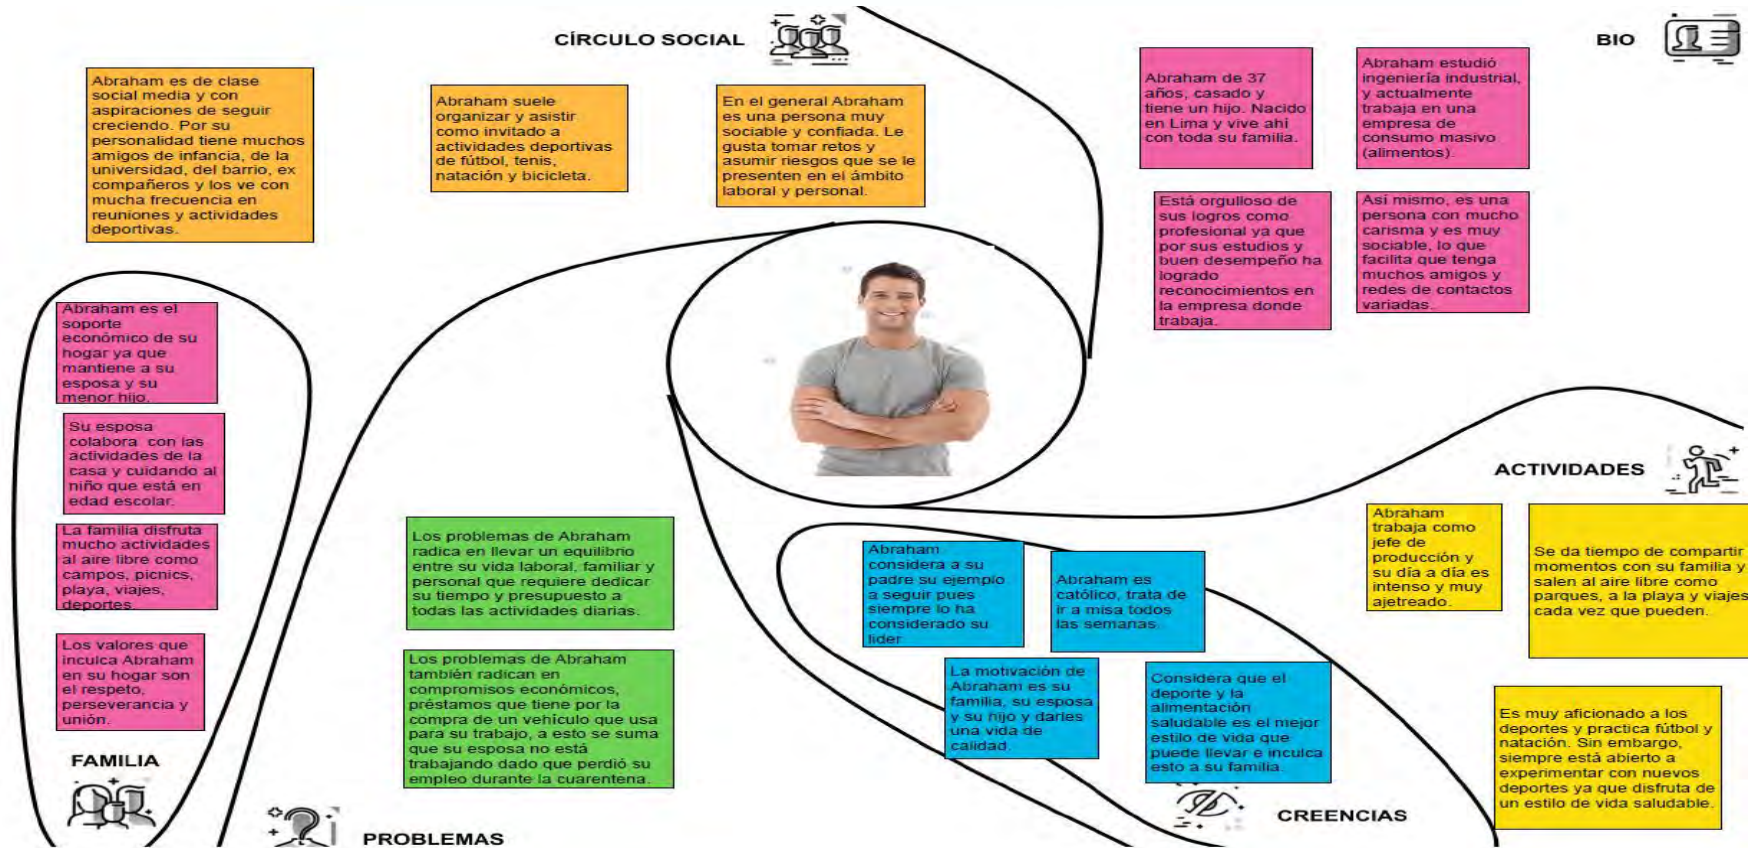 CÍRCULO SOCIAL
Abraham es de clase
social media y con
aspiraciones de seguir
creciendo. Por su
personalidad tiene muchos
amigos de infancia, de la
universidad, del barrio, ex
compañeros y los ve con
mucha frecuencia en
reuniones y actividades
deportivas.
Abraham suele
organizar y asistir
como invitado a
actividades deportivas
de fútbol, tenis,
natación y bicicleta.
En el general Abraham
es una persona muy
sociable y confiada. Le
gusta tomar retos y
asumir riesgos que se le
presenten en el ámbito
laboral y personal.
BIO
Abraham de 37
años, casado y
tiene un hijo. Nacido
en Lima y vive ahí
con toda su familia.
Abraham estudió
ingeniería industrial,
y actualmente
trabaja en una
empresa de
consumo masivo
(alimentos).
Está orgulloso de
sus logros como
profesional ya que
por sus estudios y
buen desempeño ha
logrado
reconocimientos en
la empresa donde
trabaja.
Así mismo, es una
persona con mucho
carisma y es muy
sociable, lo que
facilita que tenga
muchos amigos y
redes de contactos
variadas.
Abraham es el
soporte
económico de su
hogar ya que
mantiene a su
esposa y su
menor hijo.
Su esposa
colabora con las
actividades de la
casa y cuidando al
niño que está en
edad escolar.
La familia disfruta
mucho actividades
al aire libre como
campos, picnics,
playa, viajes,
deportes.
Los valores que
inculca Abraham
en su hogar son
el respeto,
perseverancia y
unión.
FAMILIA
Los problemas de Abraham
radica en llevar un equilibrio
entre su vida laboral, familiar y
personal que requiere dedicar
su tiempo y presupuesto a
todas las actividades diarias.
Los problemas de Abraham
también radican en
compromisos económicos,
préstamos que tiene por la
compra de un vehículo que usa
para su trabajo, a esto se suma
que su esposa no está
trabajando dado que perdió su
empleo durante la cuarentena.
PROBLEMAS
Abraham
considera a su
padre su ejemplo
a seguir pues
siempre lo ha
considerado su
líder
Abraham es
católico, trata de
ir a misa todos
las semanas.
La motivación de
Abraham es su
familia, su esposa
y su hijo y darles
una vida de
calidad.
Considera que el
deporte y la
alimentación
saludable es el mejor
estilo de vida que
puede llevar e inculca
esto a su familia.
CREENCIAS
ACTIVIDADES
Abraham
trabaja como
jefe de
producción y
su día a día es
intenso y muy
ajetreado.
Se da tiempo de compartir
momentos con su familia y
salen al aire libre como
parques, a la playa y viajes
cada vez que pueden.
Es muy aficionado a los
deportes y practica fútbol y
natación. Sin embargo,
siempre está abierto a
experimentar con nuevos
deportes ya que disfruta de
un estilo de vida saludable.